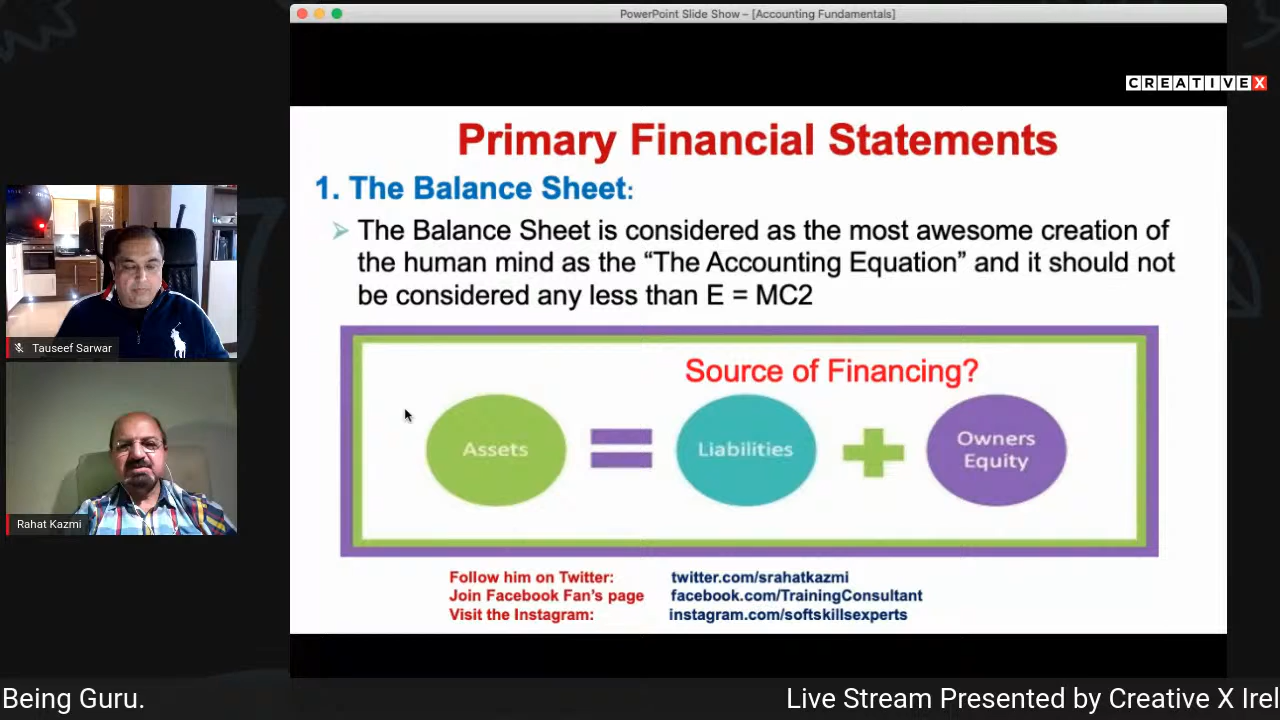 PowerPoint Slide Show – [Accounting Fundamentals]
CREATIVEX
Primary Financial Statements
1. The Balance Sheet:
The Balance Sheet is considered as the most awesome creation of
the human mind as the “The Accounting Equation” and it should not
be considered any less than E = MC2
Source of Financing?
Assets
=
Liabilities
+
Owners
Equity
Follow him on Twitter: twitter.com/srahatkazmi
Join Facebook Fan’s page facebook.com/TrainingConsultant
Visit the Instagram: instagram.com/softskillsexperts
Tauseef Sarwar
Rahat Kazmi
Being Guru. Live Stream Presented by Creative X Irel